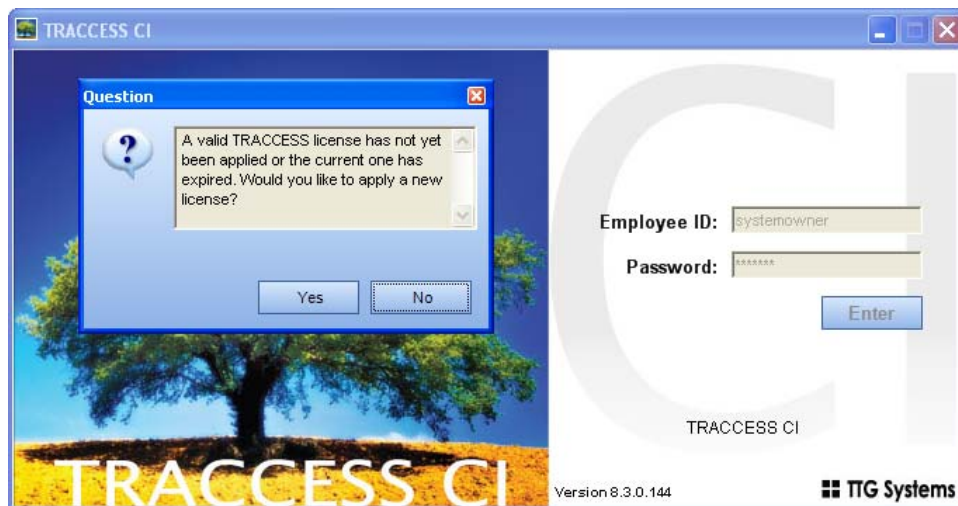 TRACCESS CI
Question
A valid TRACCESS license has not yet
been applied or the current one has
expired. Would you like to apply a new
license?
Yes
No
Employee ID:
systemowner
Password:
*******
Enter
TRACCESS CI
TRACCESS CI
Version 8.3.0.144
TTG Systems
CI